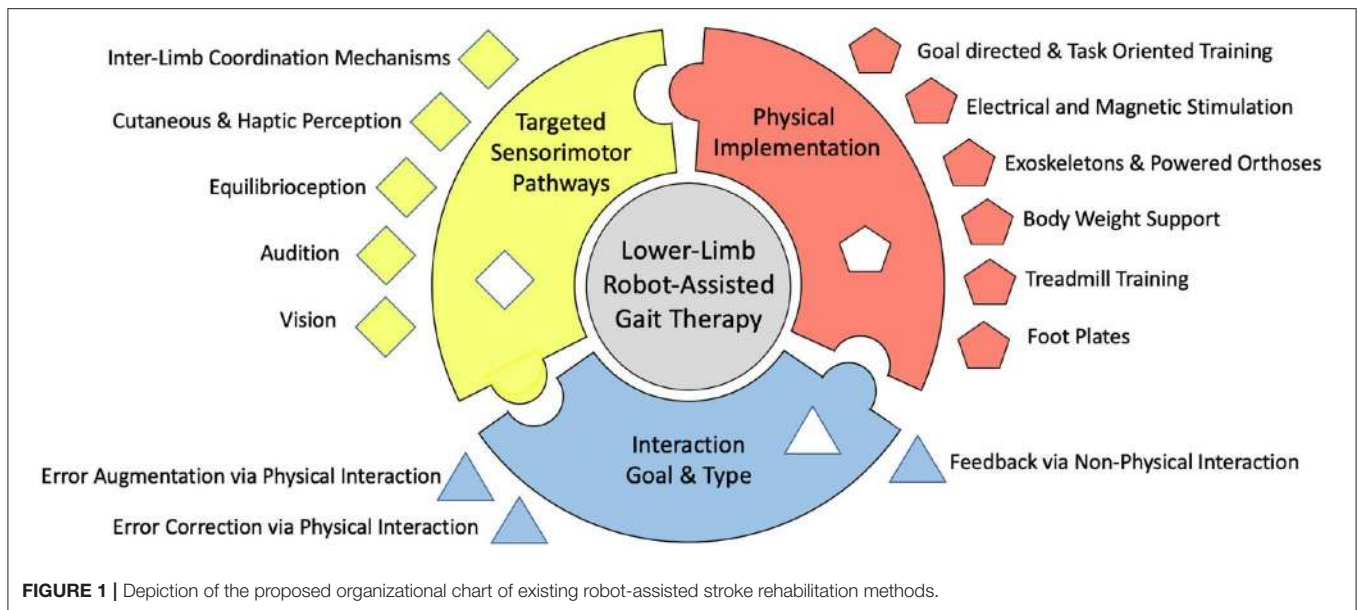 Inter-Limb Coordination Mechanisms
Cutaneous & Haptic Perception
Equilibrioception
Audition
Vision
Targeted
Sensorimotor
Pathways
Physical
Implementation
Goal directed & Task Oriented Training
Electrical and Magnetic Stimulation
Exoskeletons & Powered Orthoses
Body Weight Support
Treadmill Training
Foot Plates
Lower-Limb
Robot-Assisted
Gait Therapy
Interaction
Goal & Type
Error Augmentation via Physical Interaction
Error Correction via Physical Interaction
Feedback via Non-Physical Interaction
FIGURE 1 | Depiction of the proposed organizational chart of existing robot-assisted stroke rehabilitation methods.